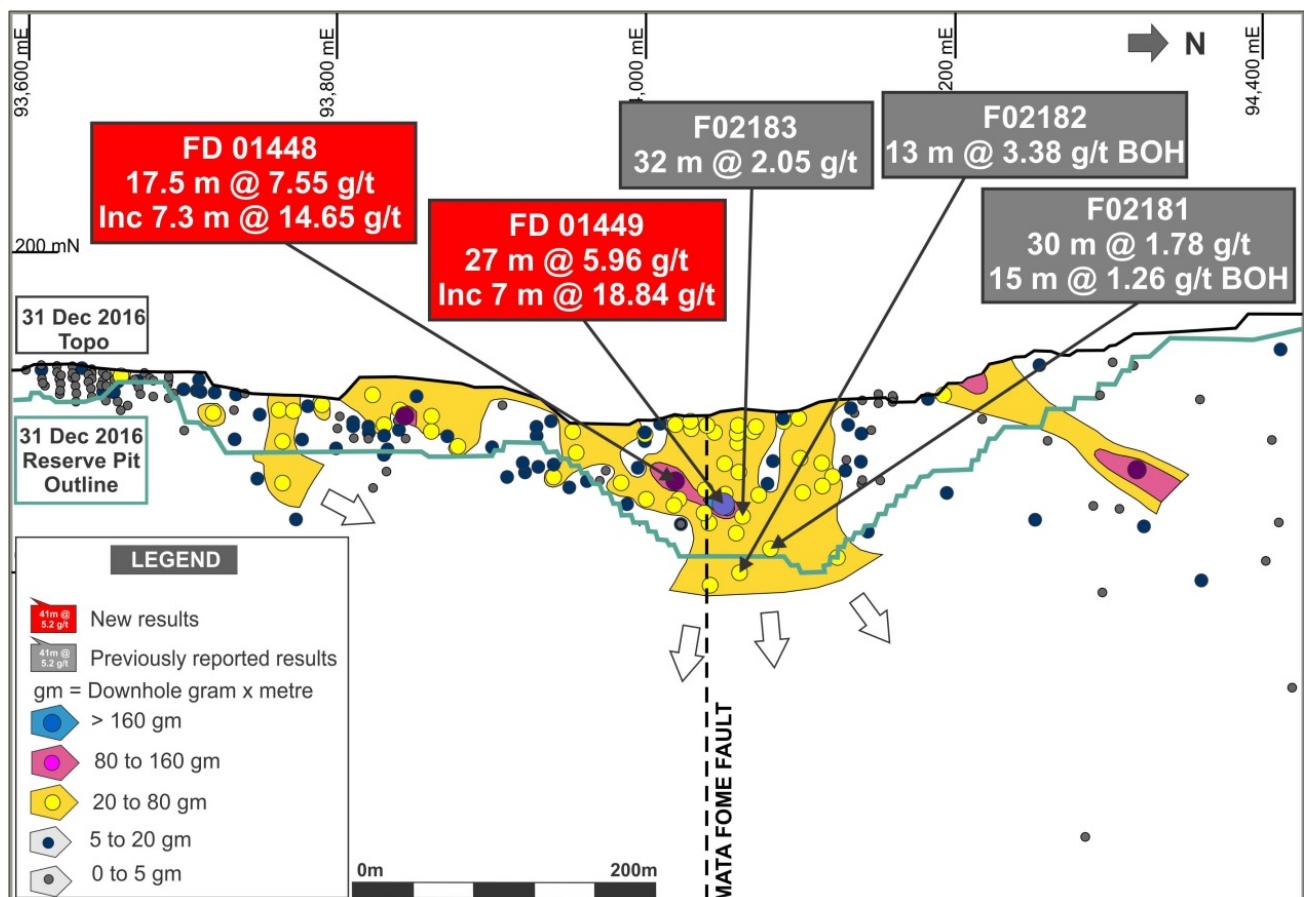 93,600 mE
93,800 mE
,000 mE
200 mE
94,400 mE
N
FD 01448
17.5 m @ 7.55 g/t
Inc 7.3 m @ 14.65 g/t
FD 01449
27 m @ 5.96 g/t
Inc 7 m @ 18.84 g/t
F02183
32 m @ 2.05 g/t
F02182
13 m @ 3.38 g/t BOH
F02181
30 m @ 1.78 g/t
15 m @ 1.26 g/t BOH
200 mN
31 Dec 2016
Topo
31 Dec 2016
Reserve Pit
Outline
LEGEND
41m @
5.2 g/t
New results
41m @
5.2 g/t
Previously reported results
gm = Downhole gram x metre
> 160 gm
80 to 160 gm
20 to 80 gm
5 to 20 gm
0 to 5 gm
0m
200m
MATA FOME FAULT